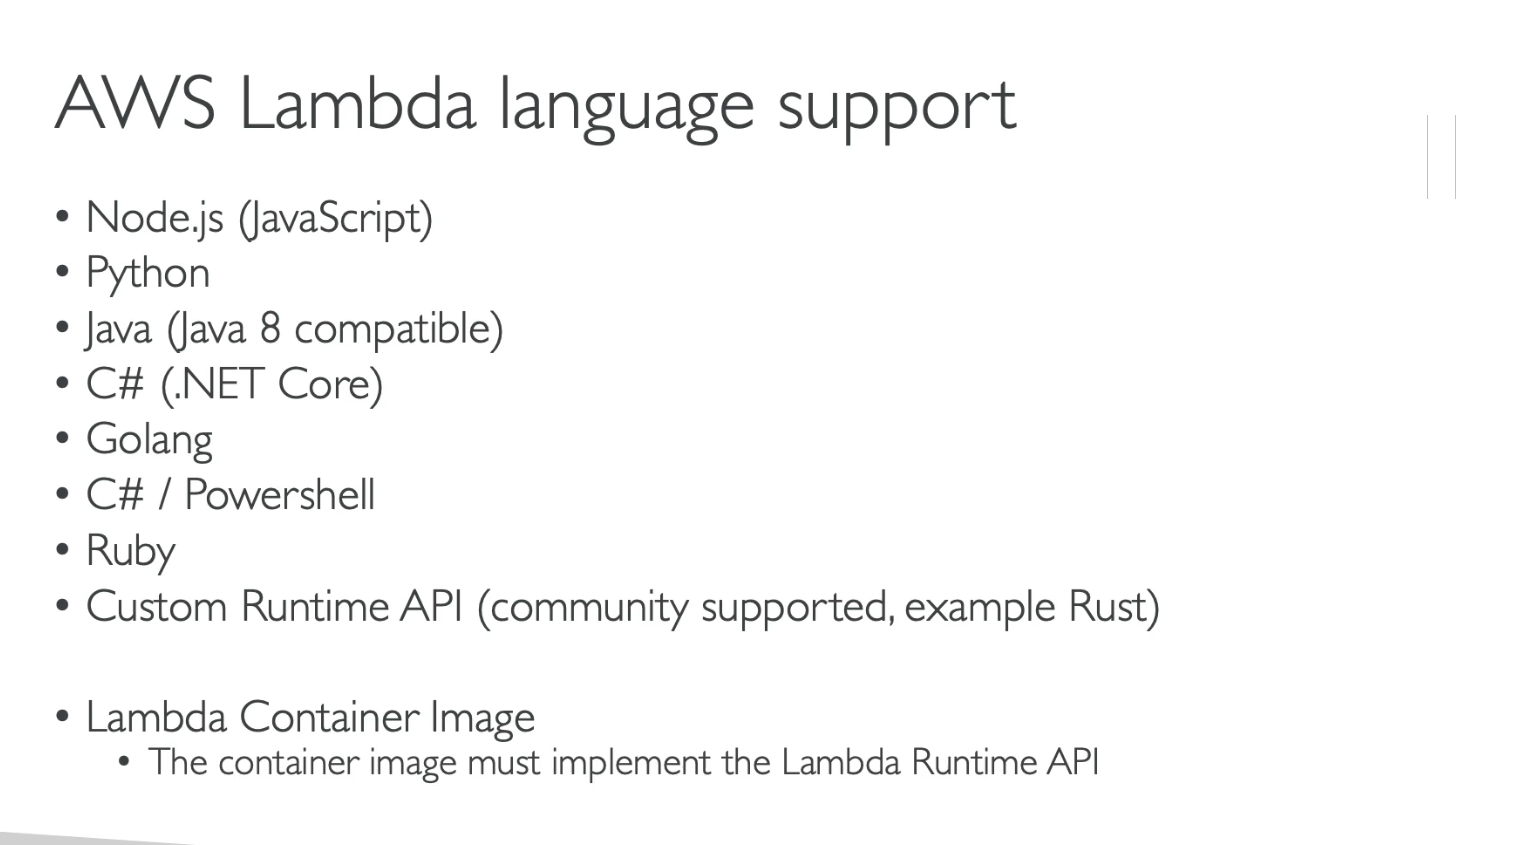 AWS Lambda language support
• Node.js (JavaScript)
• Python
• Java (Java 8 compatible)
• C# (.NET Core)
• Golang
• C# / Powershell
• Ruby
• Custom Runtime API (community supported, example Rust)
• Lambda Container Image
• The container image must implement the Lambda Runtime API